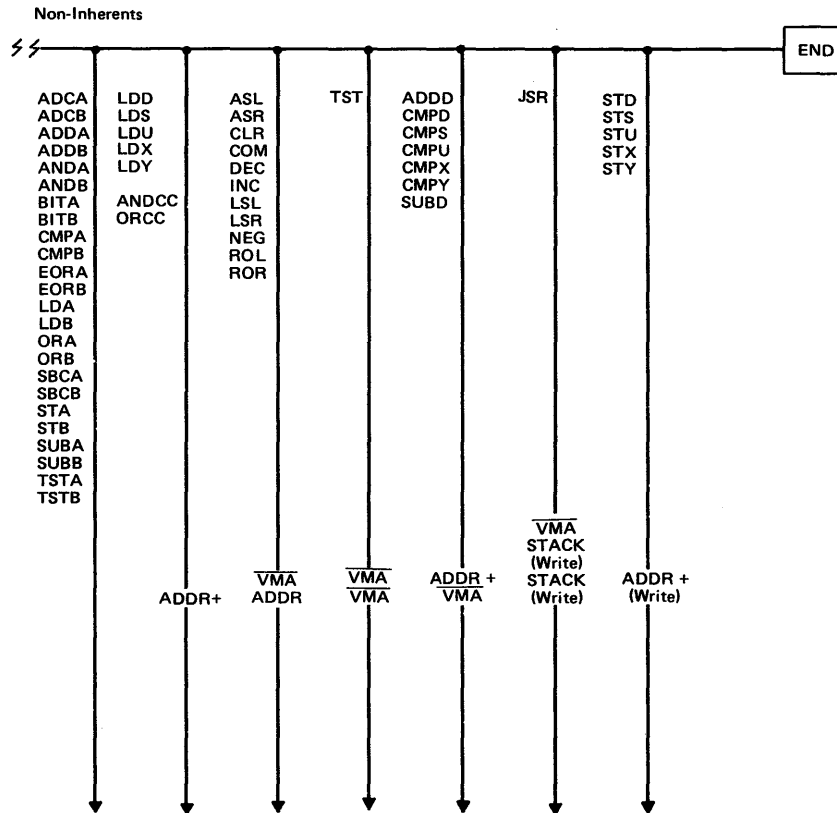 Non-Inherents
END
ADCA
ADCB
ADDA
ADDB
ANDA
ANDB
BITA
BITB
CMPA
CMPB
EORA
EORB
LDA
LDB
ORA
ORB
SBCA
SBCB
STA
STB
SUBA
SUBB
TSTA
TSTB
LDD
LDS
LDU
LDX
LDY
ANDCC
ORCC
ADDR+
ASL
ASR
CLR
COM
DEC
INC
LSL
LSR
NEG
ROL
ROR
VMA
ADDR
TST
VMA
VMA
ADDD
CMPD
CMPS
CMPU
CMPX
CMPY
SUBD
ADDR +
VMA
JSR
VMA
STACK
(Write)
STACK
(Write)
STD
STS
STU
STX
STY
ADDR +
(Write)